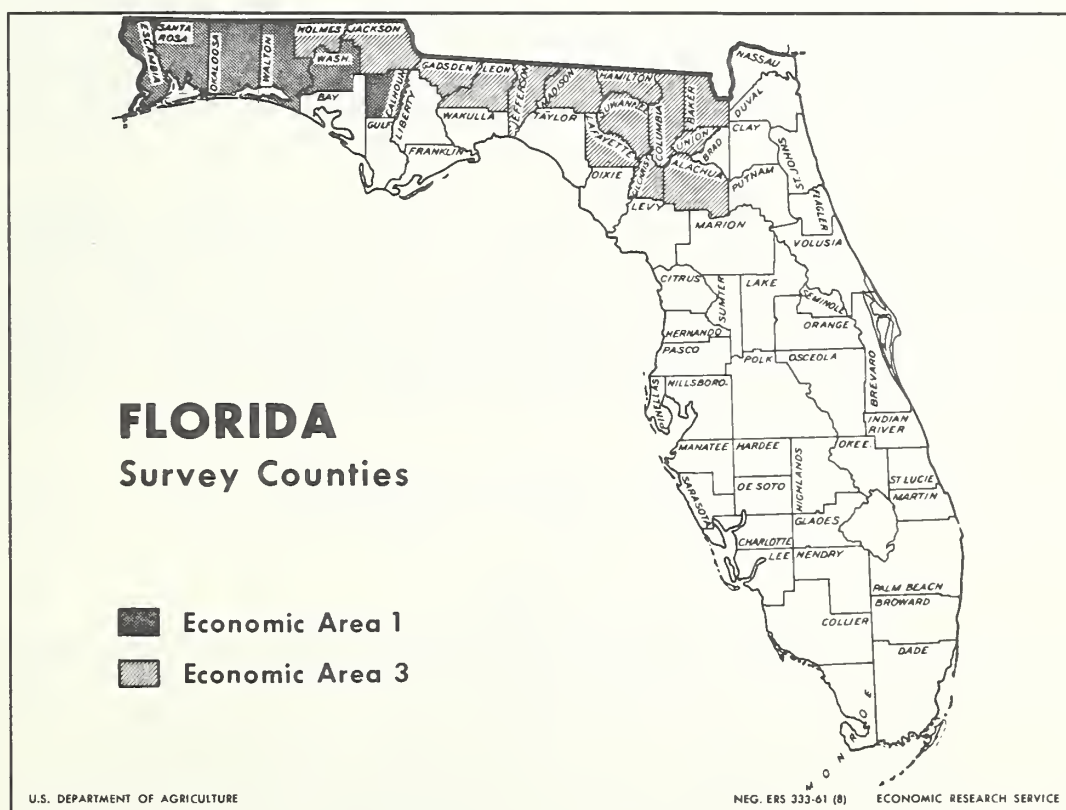 ESCAMBIA
SANTA
ROSA
OKALOOSA
WALTON
HOLMES
JACKSON
WASH.
BAY
CALHOUN
GULF
LIBERTY
GADSDEN
LEON
FRANKLIN
WAKULLA
JEFFERSON
MADISON
TAYLOR
HAMILTON
SUWANNEE
LAFAYETTE
COLUMBIA
BAKER
UNION
BRAD
NASSAU
DUVAL
CLAY
ST JOHNS
DIXIE
GILCHRIST
ALACHUA
PUTNAM
FLAGLER
LEVY
MARION
VOLUSIA
CITRUS
SUMTER
LAKE
SEMINOLE
ORANGE
HERNANDO
PASCO
POLK
OSCEOLA
BREVARD
PINELLAS
HILLSBORO.
INDIAN
RIVER
MANATEE
HARDEE
HIGHLANDS
OKEE.
ST LUCIE
SARASOTA
DE SOTO
MARTIN
GLADES
CHARLOTTE
LEE
HENDRY
PALM BEACH
COLLIER
BROWARD
DADE
MONROE
FLORIDA
Survey Counties
Economic Area 1
Economic Area 3
U.S. DEPARTMENT OF AGRICULTURE
NEG. ERS 333-61 (8) ECONOMIC RESEARCH SERVICE